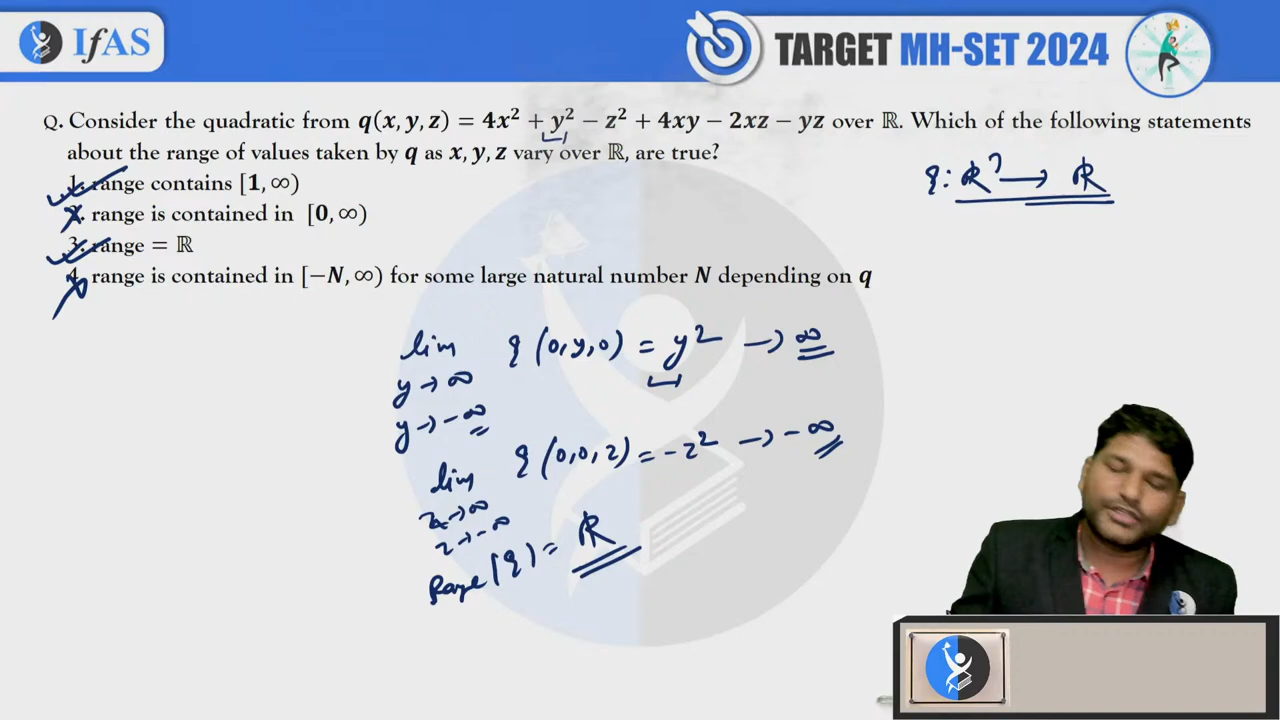 IfAS
TARGET MH-SET 2024
Q. Consider the quadratic from q(x, y, z) = 4x² + y² − z² + 4xy − 2xz − yz over ℝ. Which of the following statements
about the range of values taken by q as x, y, z vary over ℝ, are true?
1. range contains [1, ∞)
2. range is contained in [0, ∞)
3. range = ℝ
4. range is contained in [−N, ∞) for some large natural number N depending on q
q: ℝ³ → ℝ
lim q(0,y,0) = y² → ∞
y → ∞
y → -∞
lim q(0,0,z) = -z² → -∞
z → ∞
z → -∞
Range(q) = ℝ